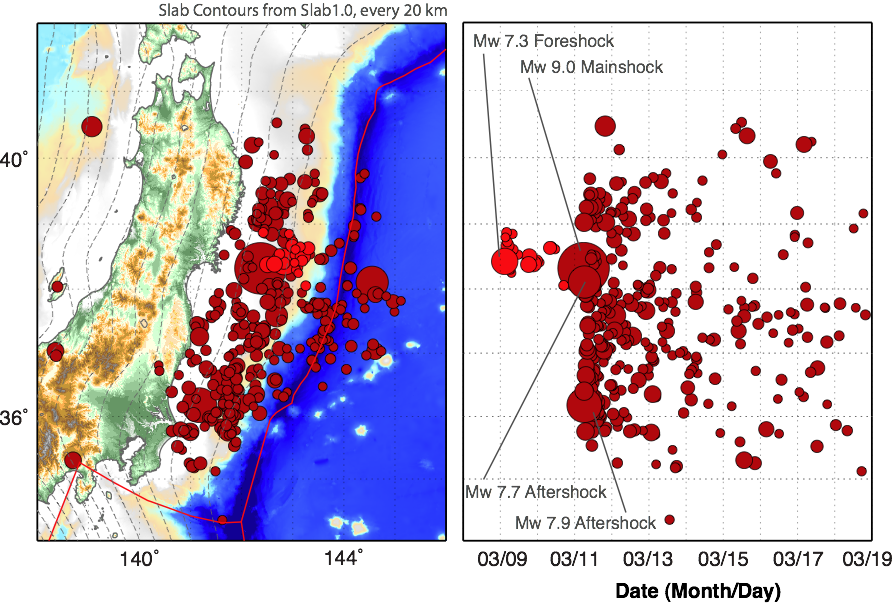 Slab Contours from Slab1.0, every 20 km
Mw 7.3 Foreshock
Mw 9.0 Mainshock
40°
36°
Mw 7.7 Aftershock
Mw 7.9 Aftershock
140°
144°
03/09
03/11
03/13
03/15
03/17
03/19
Date (Month/Day)